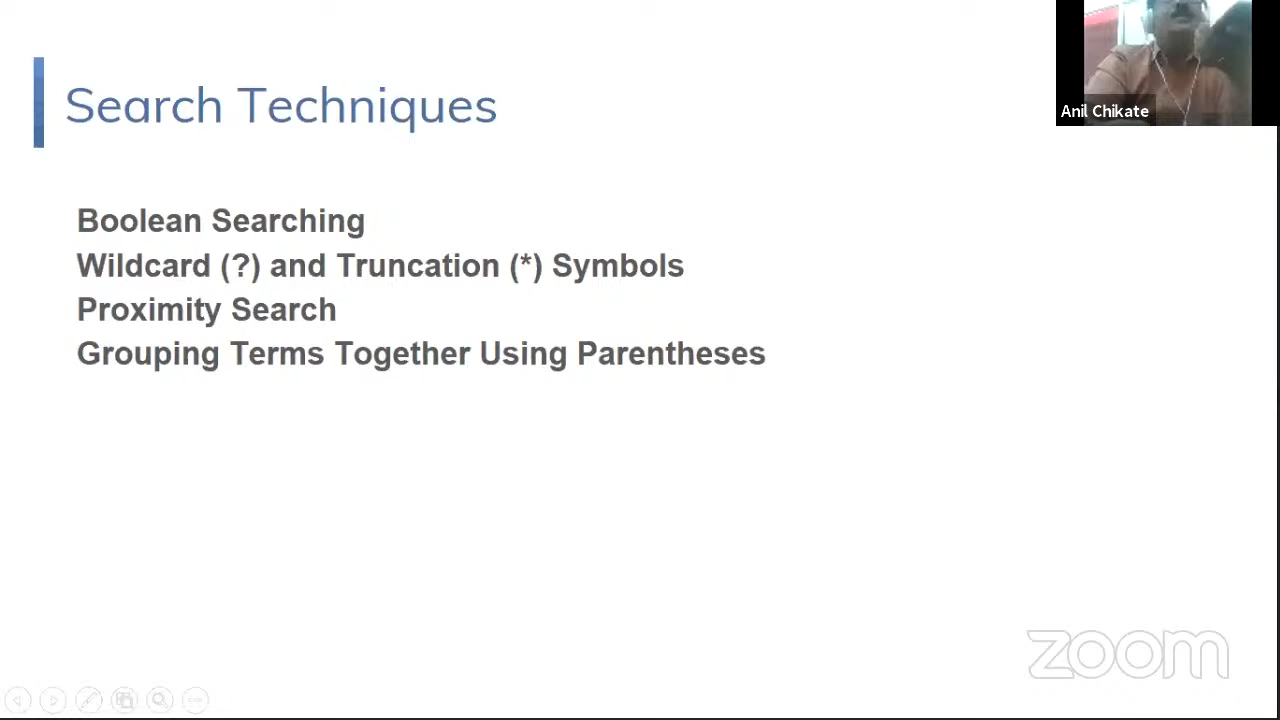 Search Techniques
Anil Chikate
Boolean Searching
Wildcard (?) and Truncation (*) Symbols
Proximity Search
Grouping Terms Together Using Parentheses
zoom